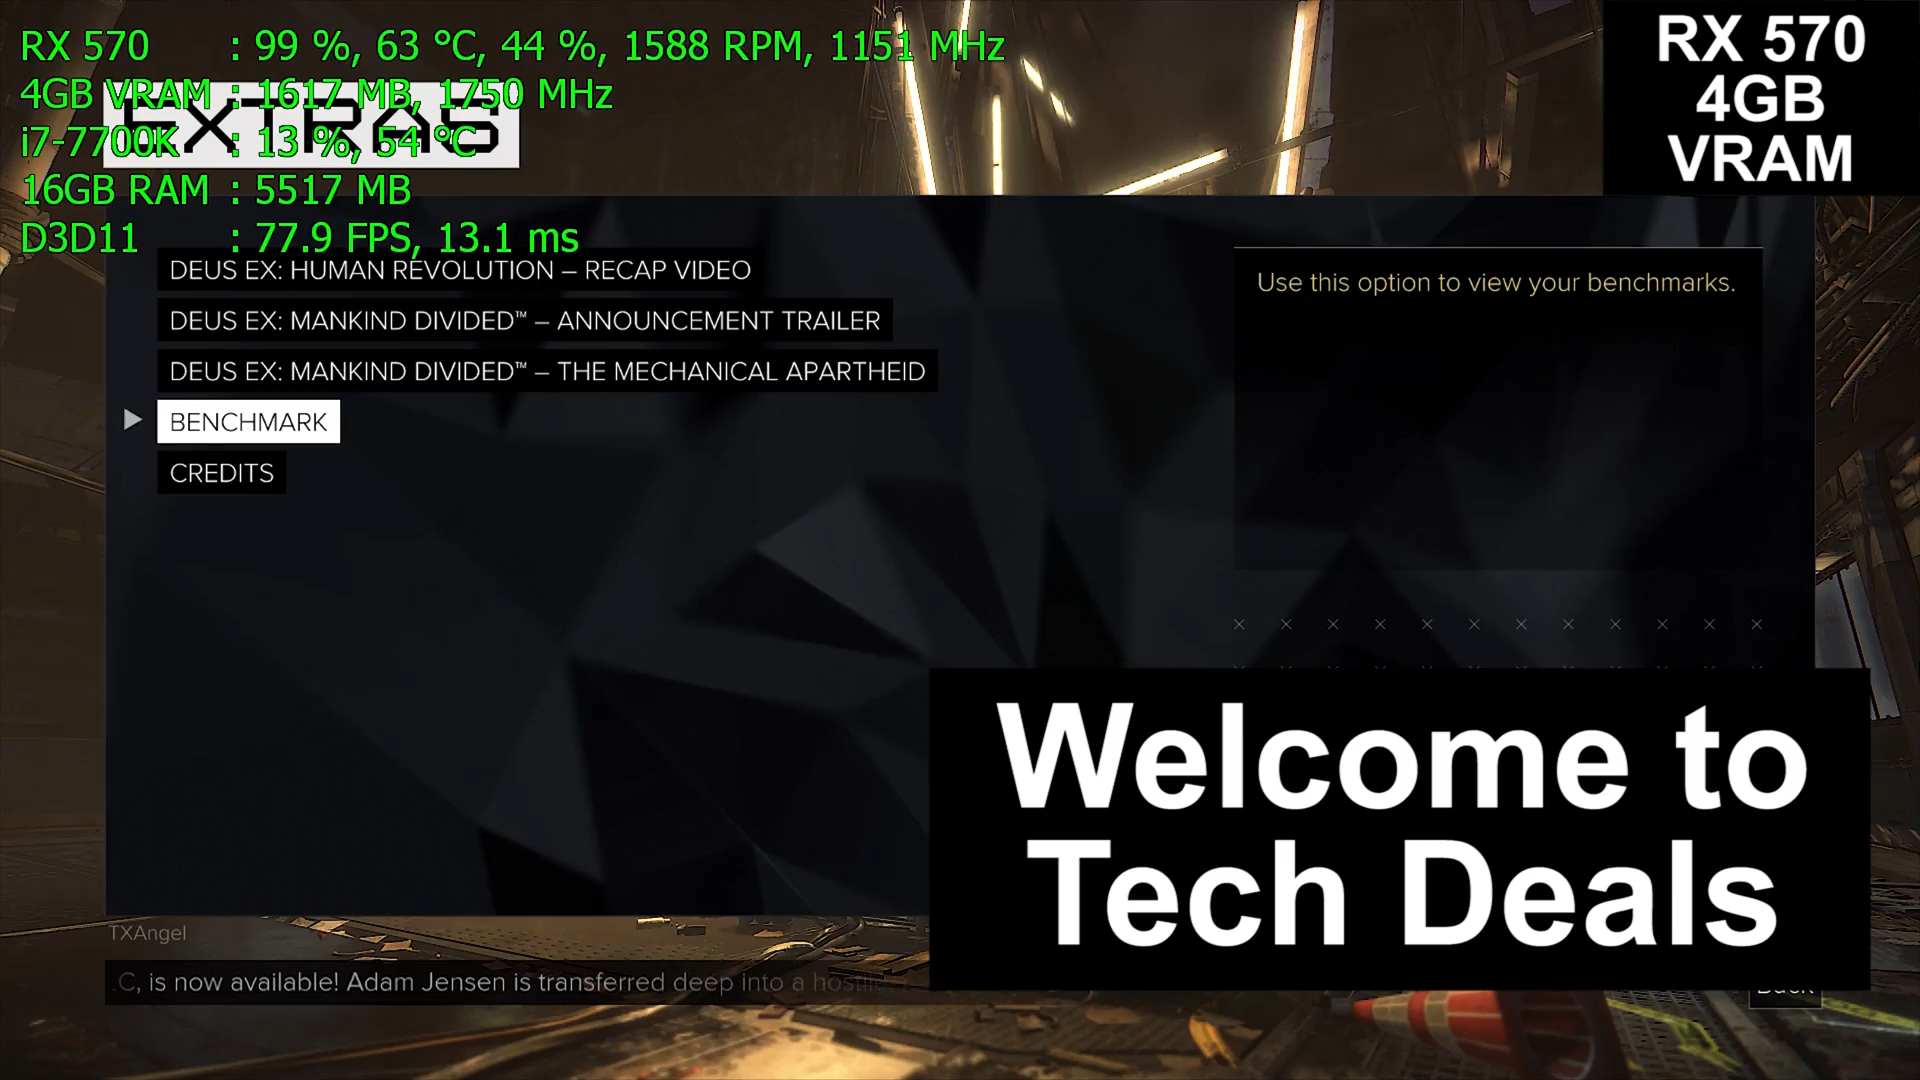 RX 570 : 99 %, 63 °C, 44 %, 1588 RPM, 1151 MHz
4GB VRAM : 1617 MB, 1750 MHz
EXTRAS
i7-7700K : 13 %, 54 °C
16GB RAM : 5517 MB
D3D11 : 77.9 FPS, 13.1 ms
RX 570
4GB
VRAM
DEUS EX: HUMAN REVOLUTION – RECAP VIDEO
DEUS EX: MANKIND DIVIDED™ – ANNOUNCEMENT TRAILER
DEUS EX: MANKIND DIVIDED™ – THE MECHANICAL APARTHEID
BENCHMARK
CREDITS
Use this option to view your benchmarks.
Welcome to
Tech Deals
TXAngel
C, is now available! Adam Jensen is transferred deep into a
Back